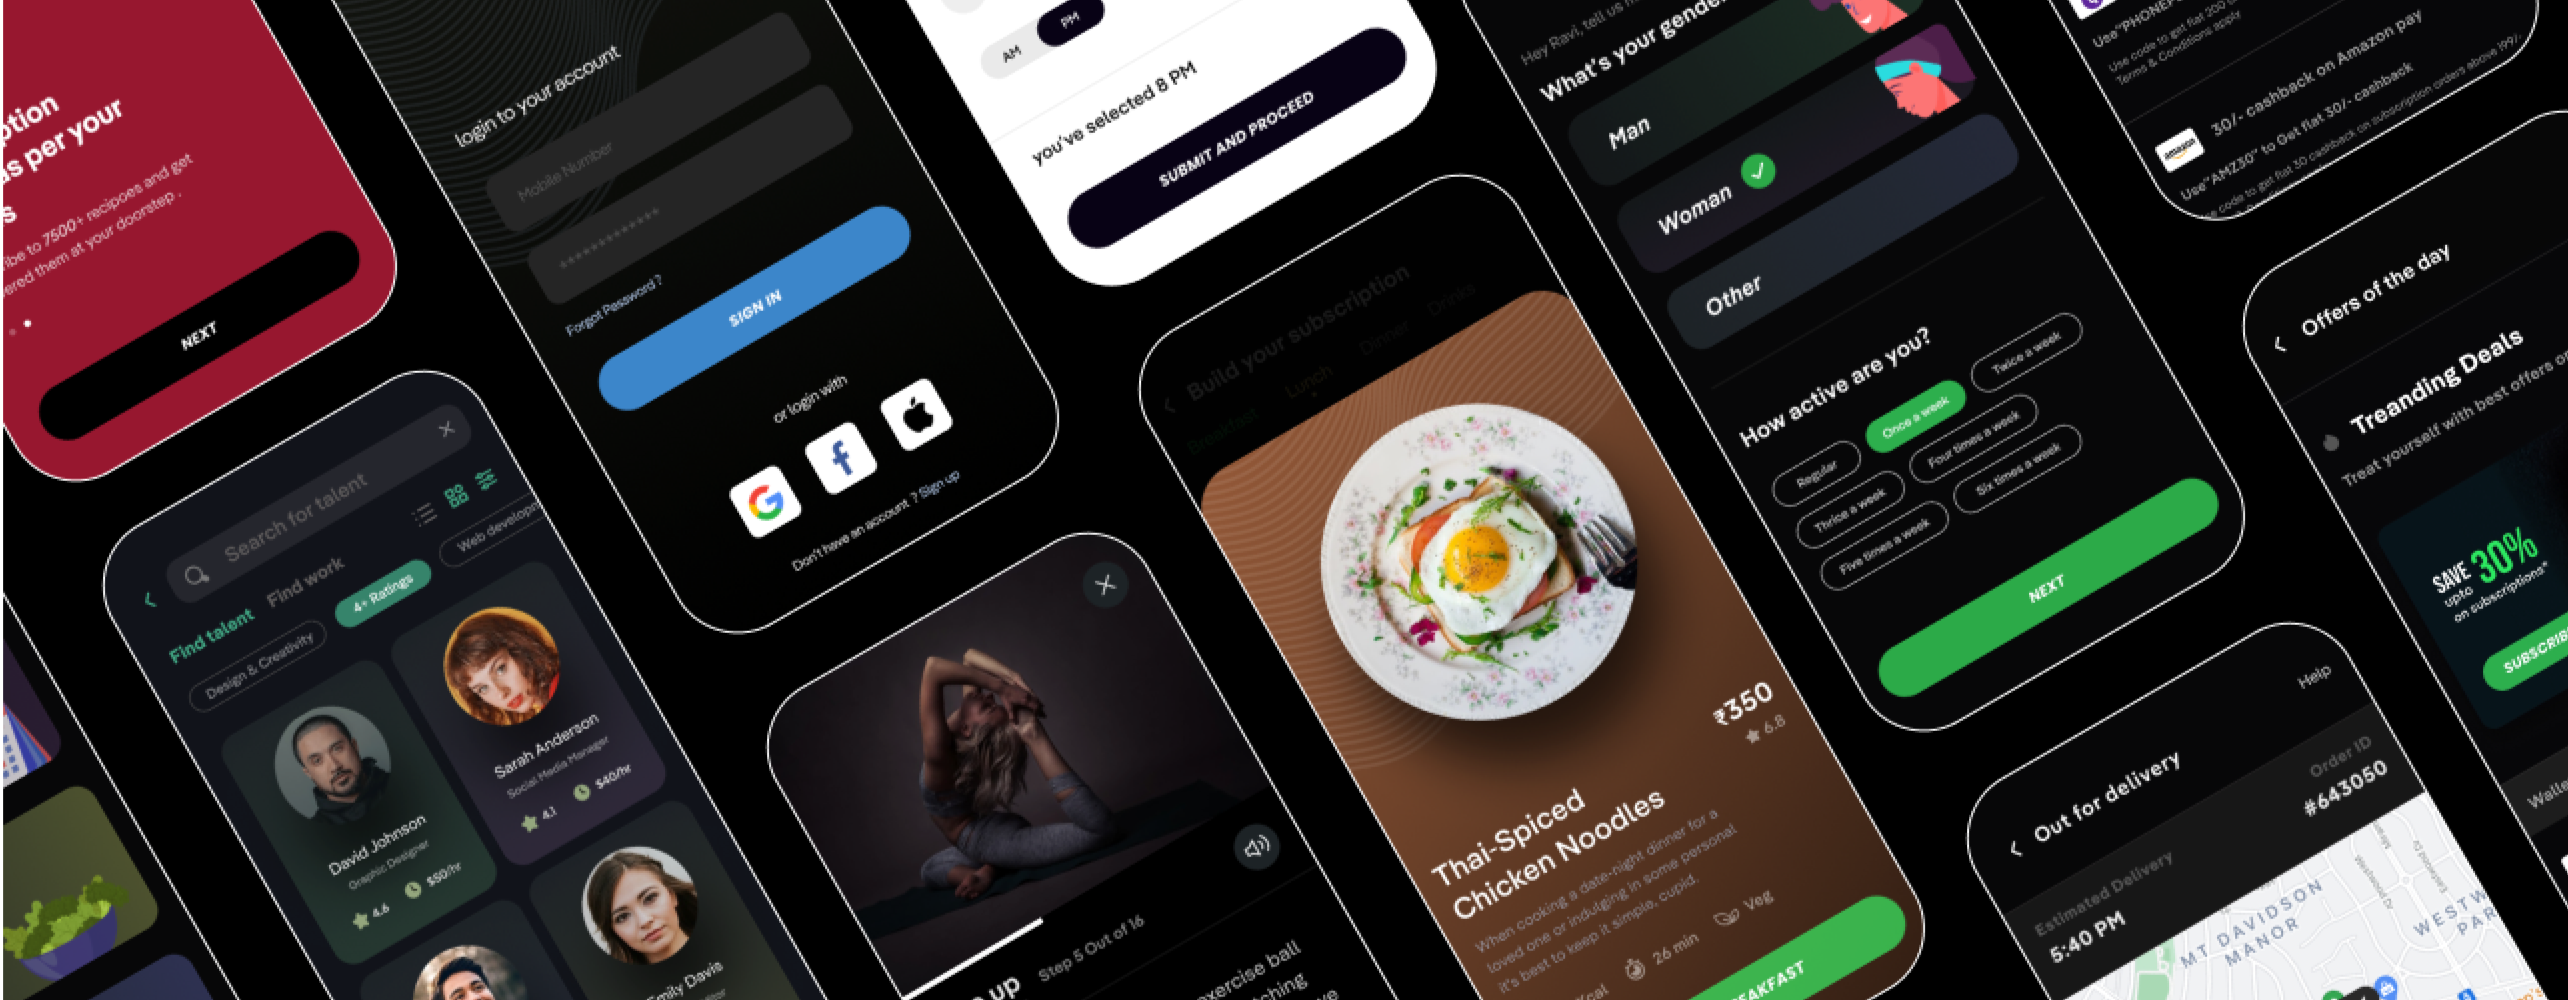 ption
as per your
s
ribe to 7500+ recipoes and get
ered them at your doorstep .
NEXT
login to your account
Mobile Number
************
Forgot Password ?
SIGN IN
or login with
G
f
Don't have an account ? Sign up
AM
PM
you've selected 8 PM
SUBMIT AND PROCEED
Hey Ravi, tell us
What's your gender
Man
Woman
Other
How active are you?
Regular
Once a week
Twice a week
Thrice a week
Four times a week
Five times a week
Six times a week
NEXT
Use"PHONEP
Use code to get flat 200
Terms & Conditions apply
amazon
30/- cashback on Amazon pay
Use"AMZ30" to Get flat 30/- cashback
se code to get flat 30 cashback on subscription orders above 199/-
Offers of the day
Treanding Deals
Treat yourself with best offers o
SAVE
upto
30%
on subscriptions*
SUBSCRIB
Walle
Search for talent
Find talent
Find work
Design & Creativity
4+ Ratings
Web developm
David Johnson
Graphic Designer
4.6
$50/hr
Sarah Anderson
Social Media Manager
4.1
$40/hr
Emily Davis
up
Step 5 Out of 16
exercise ball
tching
ve
Build your subscription
Breakfast
Lunch
Dinner
Drinks
₹350
6.8
Thai-Spiced
Chicken Noodles
When cooking a date-night dinner for a
loved one or indulging in some personal
it's best to keep it simple, cupid.
Kcal
26 min
Veg
EAKFAST
Help
Out for delivery
Estimated Delivery
5:40 PM
Order ID
#643050
MT DAVIDSON
MANOR
WESTW
PAR